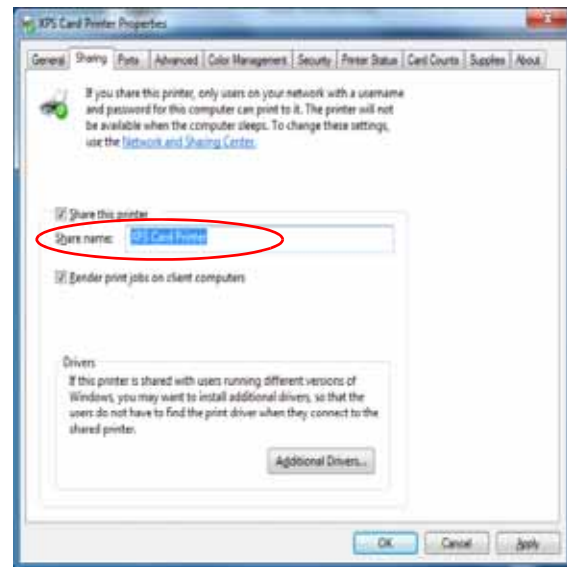 XPS Card Printer Properties
General Sharing Ports Advanced Color Management Security Printer Status Card Counts Supplies About
If you share this printer, only users on your network with a username
and password for this computer can print to it. The printer will not
be available when the computer sleeps. To change these settings,
use the Network and Sharing Center.
Share this printer
Share name: XPS Card Printer
Render print jobs on client computers
Drivers
If this printer is shared with users running different versions of
Windows, you may want to install additional drivers, so that the
users do not have to find the print driver when they connect to the
shared printer.
Additional Drivers...
OK Cancel Apply